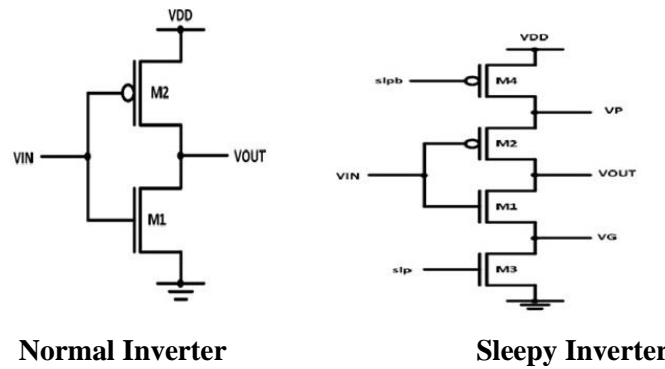 VDD
M2
VIN
VOUT
M1
VDD
slpb
M4
VP
M2
VIN
VOUT
M1
VG
slp
M3
Normal Inverter
Sleepy Inverter